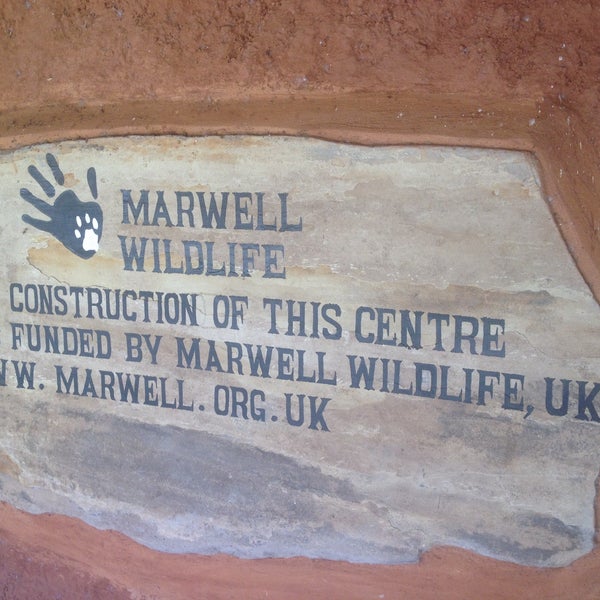 MARWELL
WILDLIFE
CONSTRUCTION OF THIS CENTRE
FUNDED BY MARWELL WILDLIFE, UK
WW. MARWELL. ORG. UK